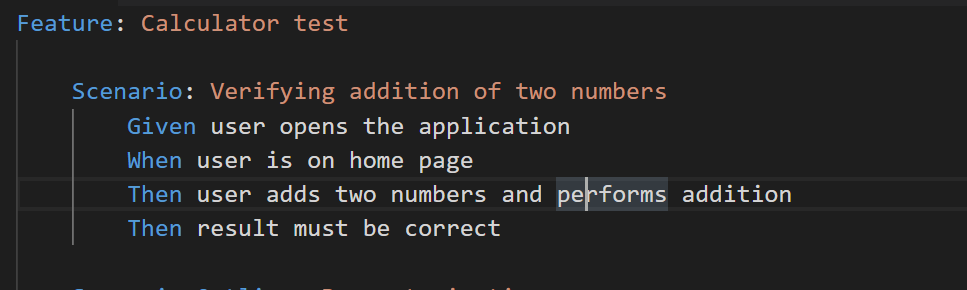 Feature: Calculator test
Scenario: Verifying addition of two numbers
Given user opens the application
When user is on home page
Then user adds two numbers and performs addition
Then result must be correct